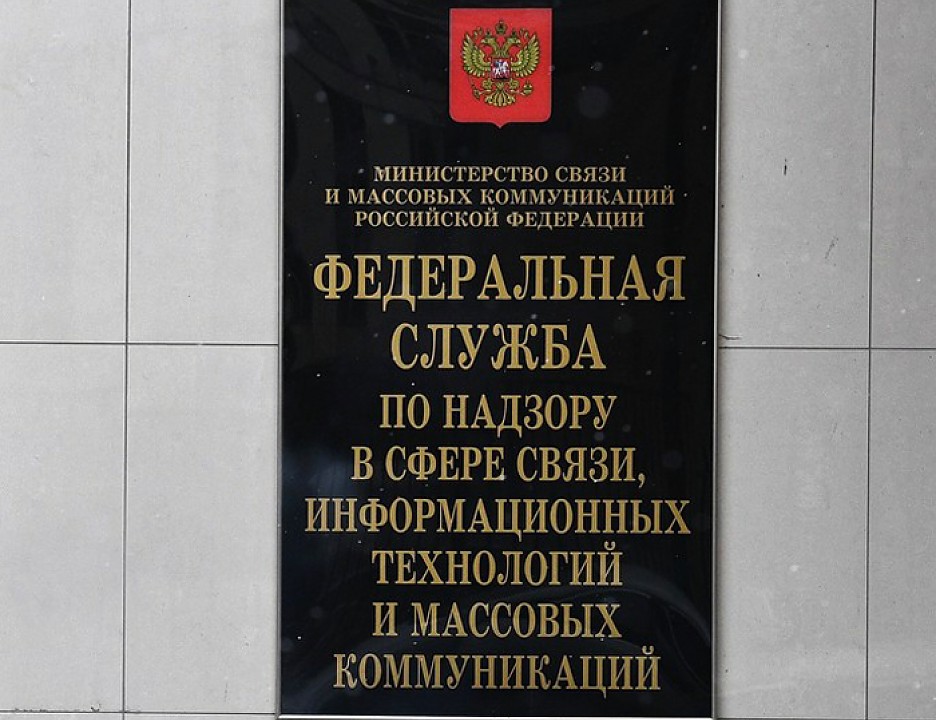 МИНИСТЕРСТВО СВЯЗИ
И МАССОВЫХ КОММУНИКАЦИЙ
РОССИЙСКОЙ ФЕДЕРАЦИИ
ФЕДЕРАЛЬНАЯ
СЛУЖБА
ПО НАДЗОРУ
В СФЕРЕ СВЯЗИ,
ИНФОРМАЦИОННЫХ
ТЕХНОЛОГИЙ
И МАССОВЫХ
КОММУНИКАЦИЙ